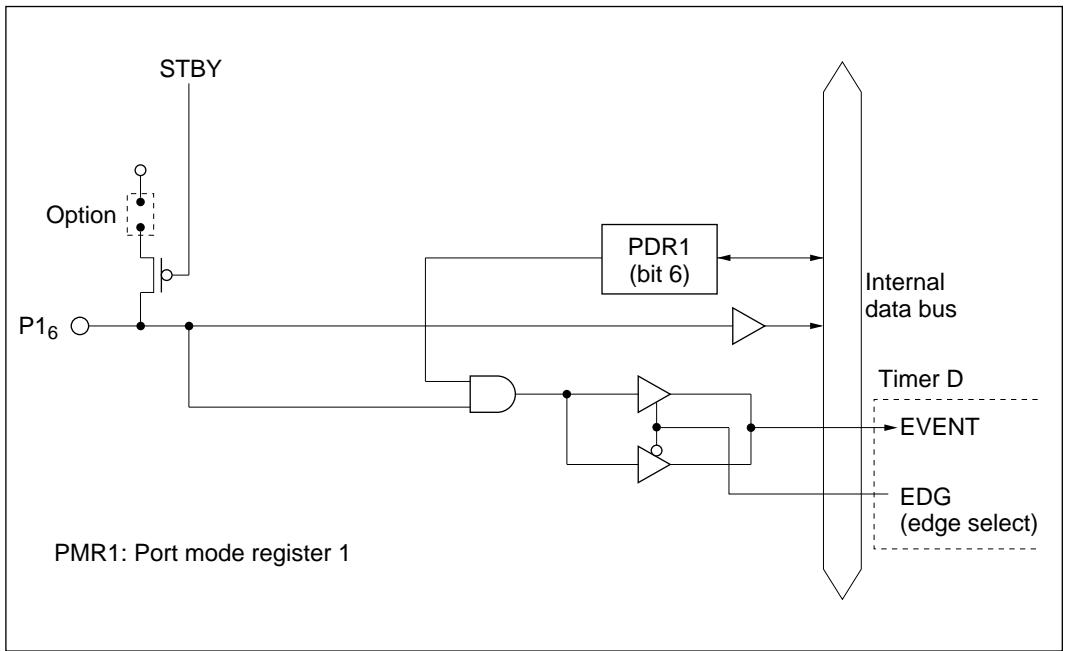 STBY
Option
PDR1
(bit 6)
Internal
data bus
P1₆
Timer D
EVENT
EDG
(edge select)
PMR1: Port mode register 1